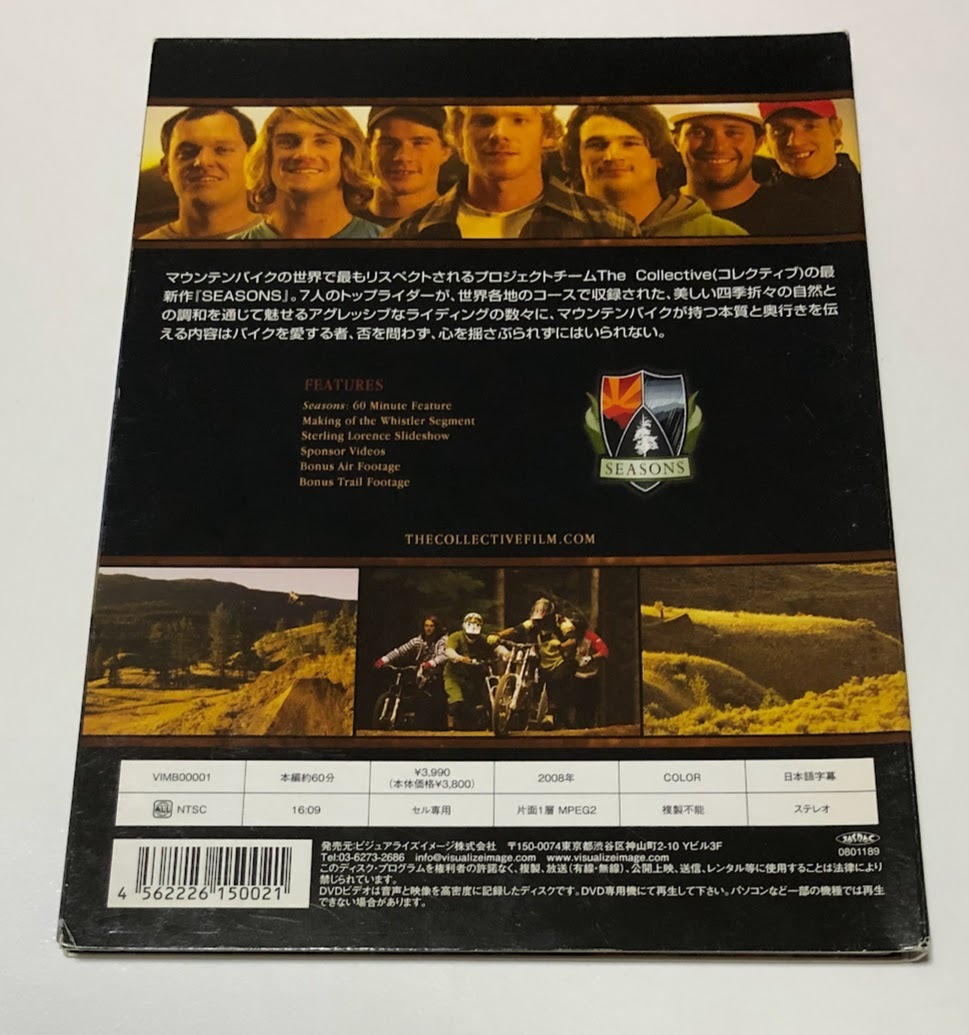 マウンテンバイクの世界で最もリスペクトされるプロジェクトチームThe Collective(コレクティブ)の最
新作『SEASONS』。7人のトップライダーが、世界各地のコースで収録された、美しい四季折々の自然と
の調和を通じて魅せるアグレッシブなライディングの数々に、マウンテンバイクが持つ本質と奥行きを伝
える内容はバイクを愛する者、否を問わず、心を揺さぶられずにはいられない。
FEATURES
Seasons: 60 Minute Feature
Making of the Whistler Segment
Sterling Lorence Slideshow
Sponsor Videos
Bonus Air Footage
Bonus Trail Footage
SEASONS
THECOLLECTIVEFILM.COM
VIMB00001 本編約60分 ¥3,990 (本体価格¥3,800) 2008年 COLOR 日本語字幕
ALL NTSC 16:09 セル専用 片面1層 MPEG2 複製不能 ステレオ
4 562226 150021
発売元:ビジュアライズイメージ株式会社 〒150-0074東京都渋谷区神山町2-10 Yビル3F
Tel:03-6273-2686 info@visualizeimage.com www.visualizeimage.com
このディスク・プログラムを権利者の許諾なく、複製、放送(有線・無線)、公開上映、送信、レンタル等に使用することは法律により
禁じられています。
DVDビデオは音声と映像を高密度に記録したディスクです。DVD専用機にて再生して下さい。パソコンなど一部の機種では再生
できない場合があります。
0801189